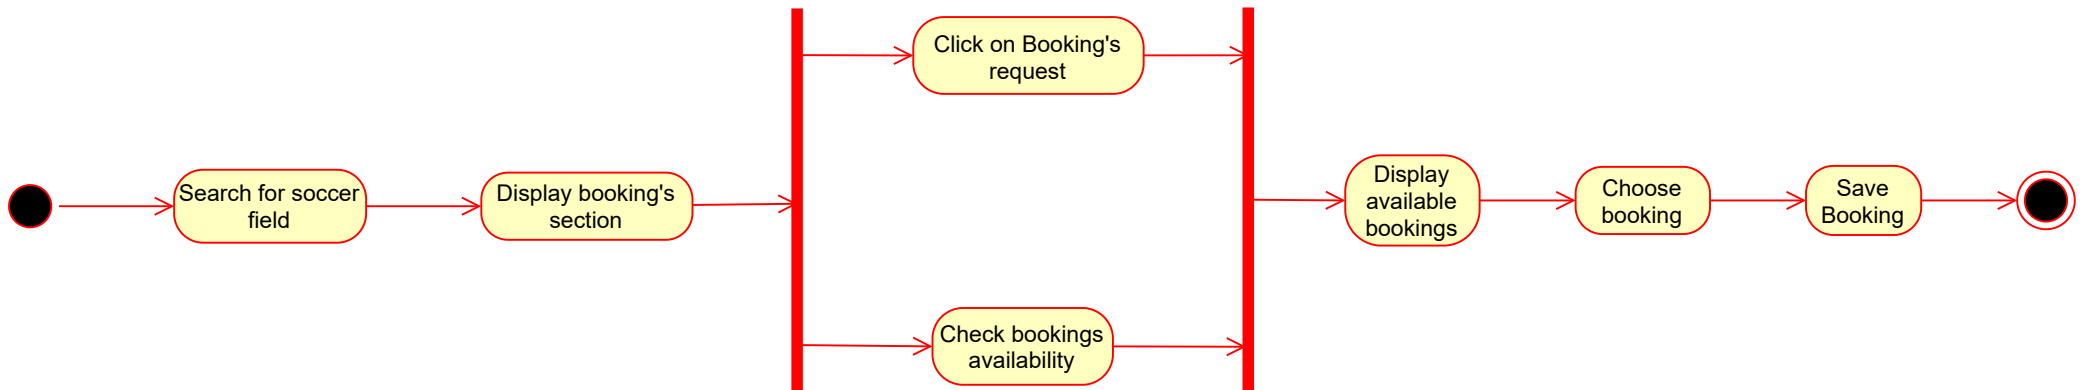 Search for soccer
field
Display booking's
section
Click on Booking's
request
Check bookings
availability
Display
available
bookings
Choose
booking
Save
Booking